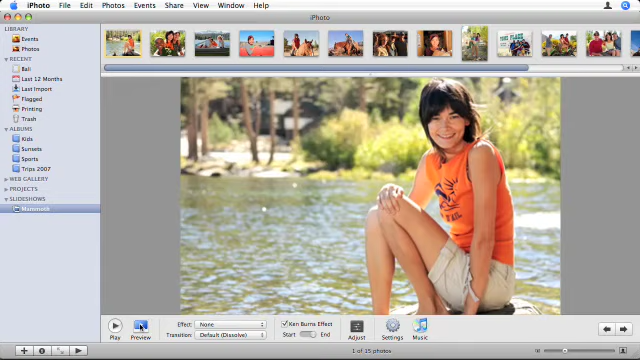 iPhoto File Edit Photos Events Share View Window Help
iPhoto
LIBRARY
Events
Photos
RECENT
Bali
Last 12 Months
Last Import
Flagged
Printing
Trash
ALBUMS
Kids
Sunsets
Sports
Trips 2007
WEB GALLERY
PROJECTS
SLIDESHOWS
Mammock
Play
Preview
Effect: None
Transition: Default (Dissolve)
Ken Burns Effect
Start End
Adjust
Settings
Music
1 of 15 photos